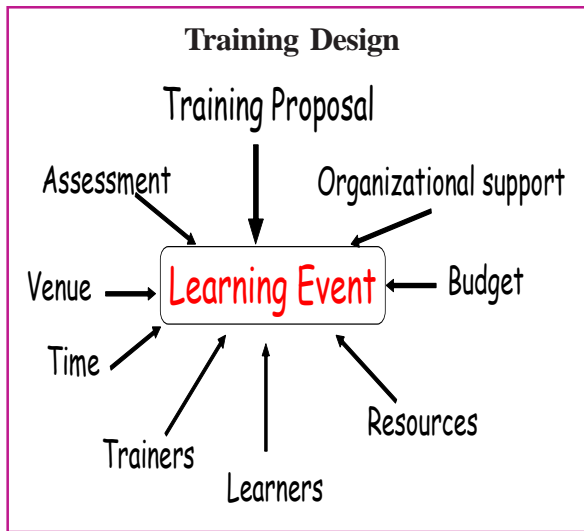 Training Design
Training Proposal
Assessment
Organizational support
Venue
Learning Event
Budget
Time
Resources
Trainers
Learners